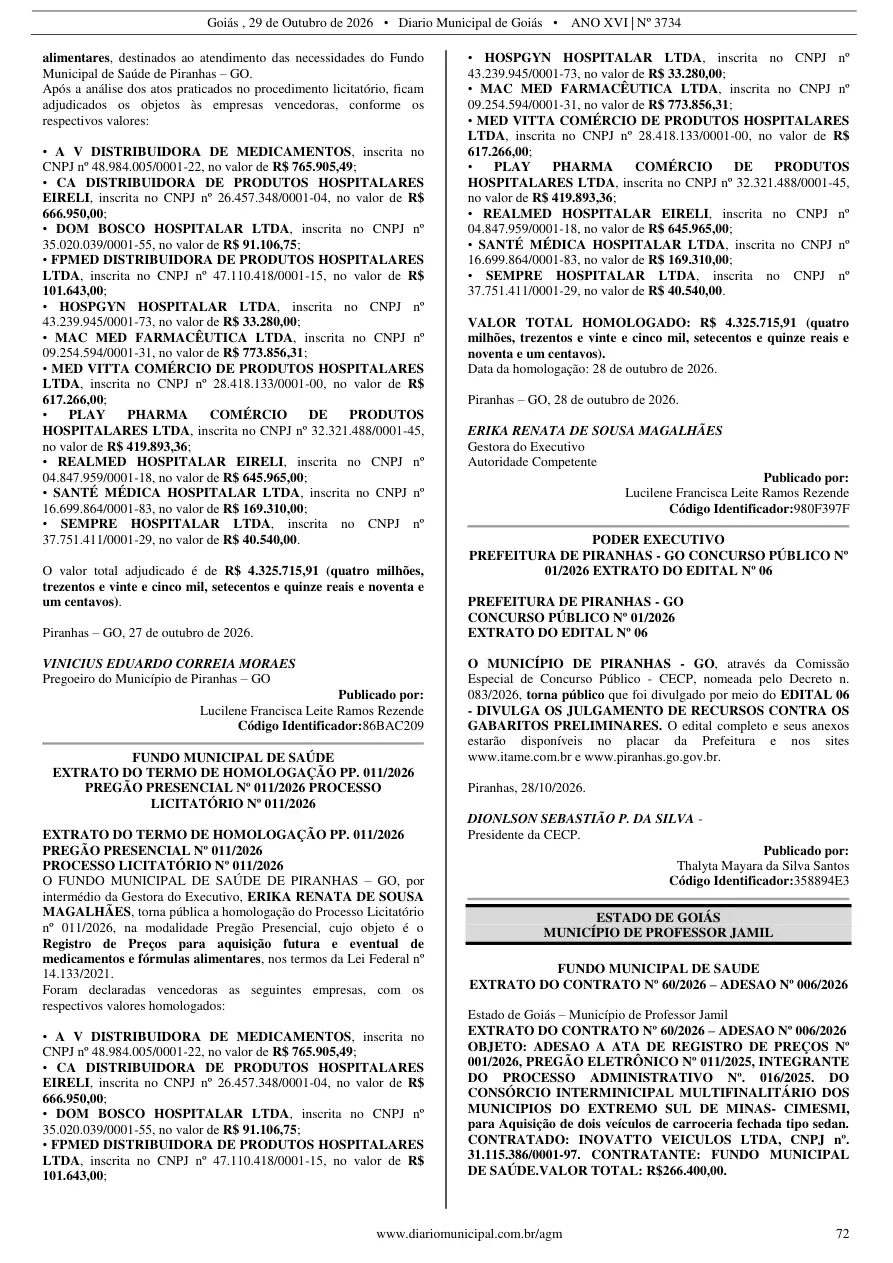 Goiás , 29 de Outubro de 2026 • Diario Municipal de Goiás • ANO XVI | Nº 3734
alimentares, destinados ao atendimento das necessidades do Fundo
Municipal de Saúde de Piranhas – GO.
Após a análise dos atos praticados no procedimento licitatório, ficam
adjudicados os objetos às empresas vencedoras, conforme os
respectivos valores:
• A V DISTRIBUIDORA DE MEDICAMENTOS, inscrita no
CNPJ nº 48.984.005/0001-22, no valor de R$ 765.905,49;
• CA DISTRIBUIDORA DE PRODUTOS HOSPITALARES
EIRELI, inscrita no CNPJ nº 26.457.348/0001-04, no valor de R$
666.950,00;
• DOM BOSCO HOSPITALAR LTDA, inscrita no CNPJ nº
35.020.039/0001-55, no valor de R$ 91.106,75;
• FPMED DISTRIBUIDORA DE PRODUTOS HOSPITALARES
LTDA, inscrita no CNPJ nº 47.110.418/0001-15, no valor de R$
101.643,00;
• HOSPGYN HOSPITALAR LTDA, inscrita no CNPJ nº
43.239.945/0001-73, no valor de R$ 33.280,00;
• MAC MED FARMACÊUTICA LTDA, inscrita no CNPJ nº
09.254.594/0001-31, no valor de R$ 773.856,31;
• MED VITTA COMÉRCIO DE PRODUTOS HOSPITALARES
LTDA, inscrita no CNPJ nº 28.418.133/0001-00, no valor de R$
617.266,00;
• PLAY PHARMA COMÉRCIO DE PRODUTOS
HOSPITALARES LTDA, inscrita no CNPJ nº 32.321.488/0001-45,
no valor de R$ 419.893,36;
• REALMED HOSPITALAR EIRELI, inscrita no CNPJ nº
04.847.959/0001-18, no valor de R$ 645.965,00;
• SANTÉ MÉDICA HOSPITALAR LTDA, inscrita no CNPJ nº
16.699.864/0001-83, no valor de R$ 169.310,00;
• SEMPRE HOSPITALAR LTDA, inscrita no CNPJ nº
37.751.411/0001-29, no valor de R$ 40.540,00.
O valor total adjudicado é de R$ 4.325.715,91 (quatro milhões,
trezentos e vinte e cinco mil, setecentos e quinze reais e noventa e
um centavos).
Piranhas – GO, 27 de outubro de 2026.
VINICIUS EDUARDO CORREIA MORAES
Pregoeiro do Município de Piranhas – GO
Publicado por:
Lucilene Francisca Leite Ramos Rezende
Código Identificador:86BAC209
FUNDO MUNICIPAL DE SAÚDE
EXTRATO DO TERMO DE HOMOLOGAÇÃO PP. 011/2026
PREGÃO PRESENCIAL Nº 011/2026 PROCESSO
LICITATÓRIO Nº 011/2026
EXTRATO DO TERMO DE HOMOLOGAÇÃO PP. 011/2026
PREGÃO PRESENCIAL Nº 011/2026
PROCESSO LICITATÓRIO Nº 011/2026
O FUNDO MUNICIPAL DE SAÚDE DE PIRANHAS – GO, por
intermédio da Gestora do Executivo, ERIKA RENATA DE SOUSA
MAGALHÃES, torna pública a homologação do Processo Licitatório
nº 011/2026, na modalidade Pregão Presencial, cujo objeto é o
Registro de Preços para aquisição futura e eventual de
medicamentos e fórmulas alimentares, nos termos da Lei Federal nº
14.133/2021.
Foram declaradas vencedoras as seguintes empresas, com os
respectivos valores homologados:
• A V DISTRIBUIDORA DE MEDICAMENTOS, inscrita no
CNPJ nº 48.984.005/0001-22, no valor de R$ 765.905,49;
• CA DISTRIBUIDORA DE PRODUTOS HOSPITALARES
EIRELI, inscrita no CNPJ nº 26.457.348/0001-04, no valor de R$
666.950,00;
• DOM BOSCO HOSPITALAR LTDA, inscrita no CNPJ nº
35.020.039/0001-55, no valor de R$ 91.106,75;
• FPMED DISTRIBUIDORA DE PRODUTOS HOSPITALARES
LTDA, inscrita no CNPJ nº 47.110.418/0001-15, no valor de R$
101.643,00;
• HOSPGYN HOSPITALAR LTDA, inscrita no CNPJ nº
43.239.945/0001-73, no valor de R$ 33.280,00;
• MAC MED FARMACÊUTICA LTDA, inscrita no CNPJ nº
09.254.594/0001-31, no valor de R$ 773.856,31;
• MED VITTA COMÉRCIO DE PRODUTOS HOSPITALARES
LTDA, inscrita no CNPJ nº 28.418.133/0001-00, no valor de R$
617.266,00;
• PLAY PHARMA COMÉRCIO DE PRODUTOS
HOSPITALARES LTDA, inscrita no CNPJ nº 32.321.488/0001-45,
no valor de R$ 419.893,36;
• REALMED HOSPITALAR EIRELI, inscrita no CNPJ nº
04.847.959/0001-18, no valor de R$ 645.965,00;
• SANTÉ MÉDICA HOSPITALAR LTDA, inscrita no CNPJ nº
16.699.864/0001-83, no valor de R$ 169.310,00;
• SEMPRE HOSPITALAR LTDA, inscrita no CNPJ nº
37.751.411/0001-29, no valor de R$ 40.540,00.
VALOR TOTAL HOMOLOGADO: R$ 4.325.715,91 (quatro
milhões, trezentos e vinte e cinco mil, setecentos e quinze reais e
noventa e um centavos).
Data da homologação: 28 de outubro de 2026.
Piranhas – GO, 28 de outubro de 2026.
ERIKA RENATA DE SOUSA MAGALHÃES
Gestora do Executivo
Autoridade Competente
Publicado por:
Lucilene Francisca Leite Ramos Rezende
Código Identificador:980F397F
PODER EXECUTIVO
PREFEITURA DE PIRANHAS - GO CONCURSO PÚBLICO Nº
01/2026 EXTRATO DO EDITAL Nº 06
PREFEITURA DE PIRANHAS - GO
CONCURSO PÚBLICO Nº 01/2026
EXTRATO DO EDITAL Nº 06
O MUNICÍPIO DE PIRANHAS - GO, através da Comissão
Especial de Concurso Público - CECP, nomeada pelo Decreto n.
083/2026, torna público que foi divulgado por meio do EDITAL 06
- DIVULGA OS JULGAMENTO DE RECURSOS CONTRA OS
GABARITOS PRELIMINARES. O edital completo e seus anexos
estarão disponíveis no placar da Prefeitura e nos sites
www.itame.com.br e www.piranhas.go.gov.br.
Piranhas, 28/10/2026.
DIONLSON SEBASTIÃO P. DA SILVA -
Presidente da CECP.
Publicado por:
Thalyta Mayara da Silva Santos
Código Identificador:358894E3
ESTADO DE GOIÁS
MUNICÍPIO DE PROFESSOR JAMIL
FUNDO MUNICIPAL DE SAUDE
EXTRATO DO CONTRATO Nº 60/2026 – ADESAO Nº 006/2026
Estado de Goiás – Município de Professor Jamil
EXTRATO DO CONTRATO Nº 60/2026 – ADESAO Nº 006/2026
OBJETO: ADESAO A ATA DE REGISTRO DE PREÇOS Nº
001/2026, PREGÃO ELETRÔNICO Nº 011/2025, INTEGRANTE
DO PROCESSO ADMINISTRATIVO Nº. 016/2025. DO
CONSÓRCIO INTERMINICIPAL MULTIFINALITÁRIO DOS
MUNICIPIOS DO EXTREMO SUL DE MINAS- CIMESMI,
para Aquisição de dois veículos de carroceria fechada tipo sedan.
CONTRATADO: INOVATTO VEICULOS LTDA, CNPJ nº.
31.115.386/0001-97. CONTRATANTE: FUNDO MUNICIPAL
DE SAÚDE.VALOR TOTAL: R$266.400,00.
www.diariomunicipal.com.br/agm 72